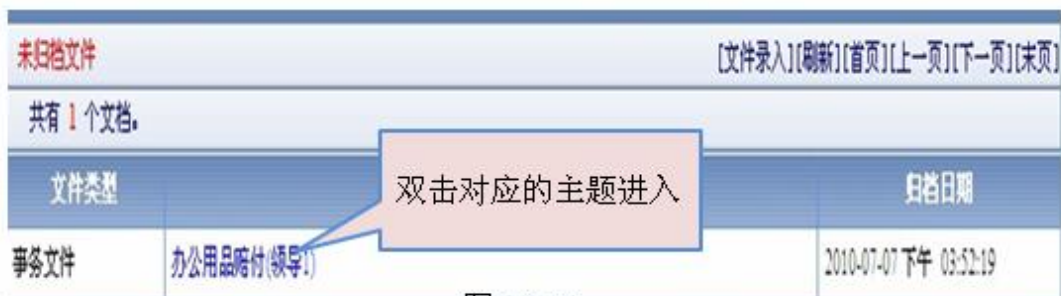 未归档文件 [文件录入][刷新][首页][上一页][下一页][末页]
共有 1 个文档。
文件类型 归档日期
双击对应的主题进入
事务文件 办公用品赔付(领导1) 2010-07-07 下午 03:52:19